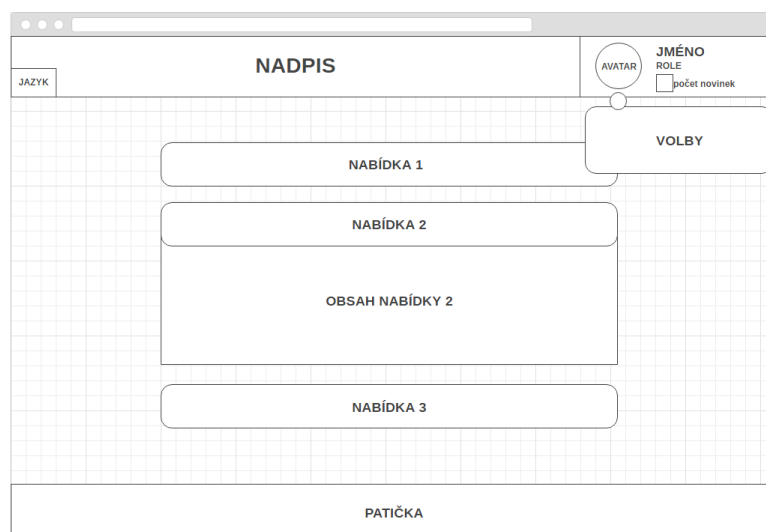 NADPIS
JAZYK
AVATAR
JMÉNO
ROLE
počet novinek
VOLBY
NABÍDKA 1
NABÍDKA 2
OBSAH NABÍDKY 2
NABÍDKA 3
PATIČKA